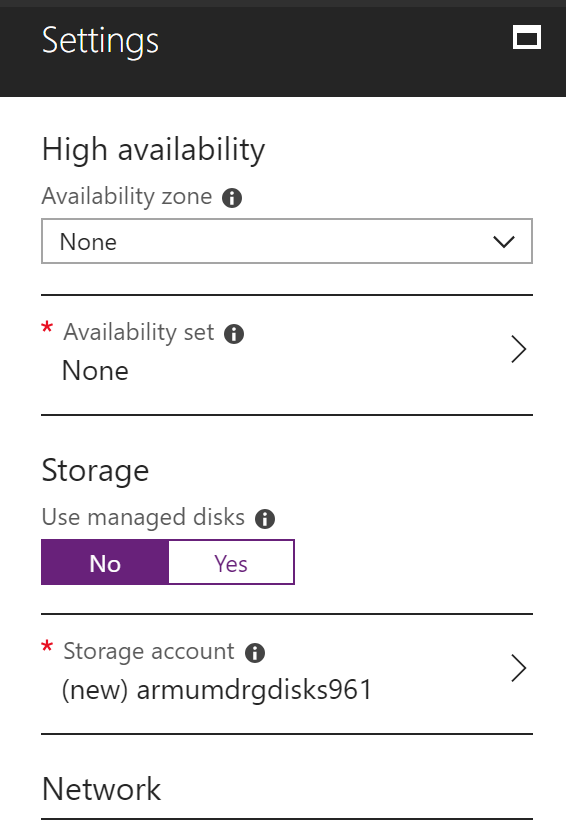 Settings
High availability
Availability zone
None
* Availability set
None
Storage
Use managed disks
No Yes
* Storage account
(new) armumdrgdisks961
Network